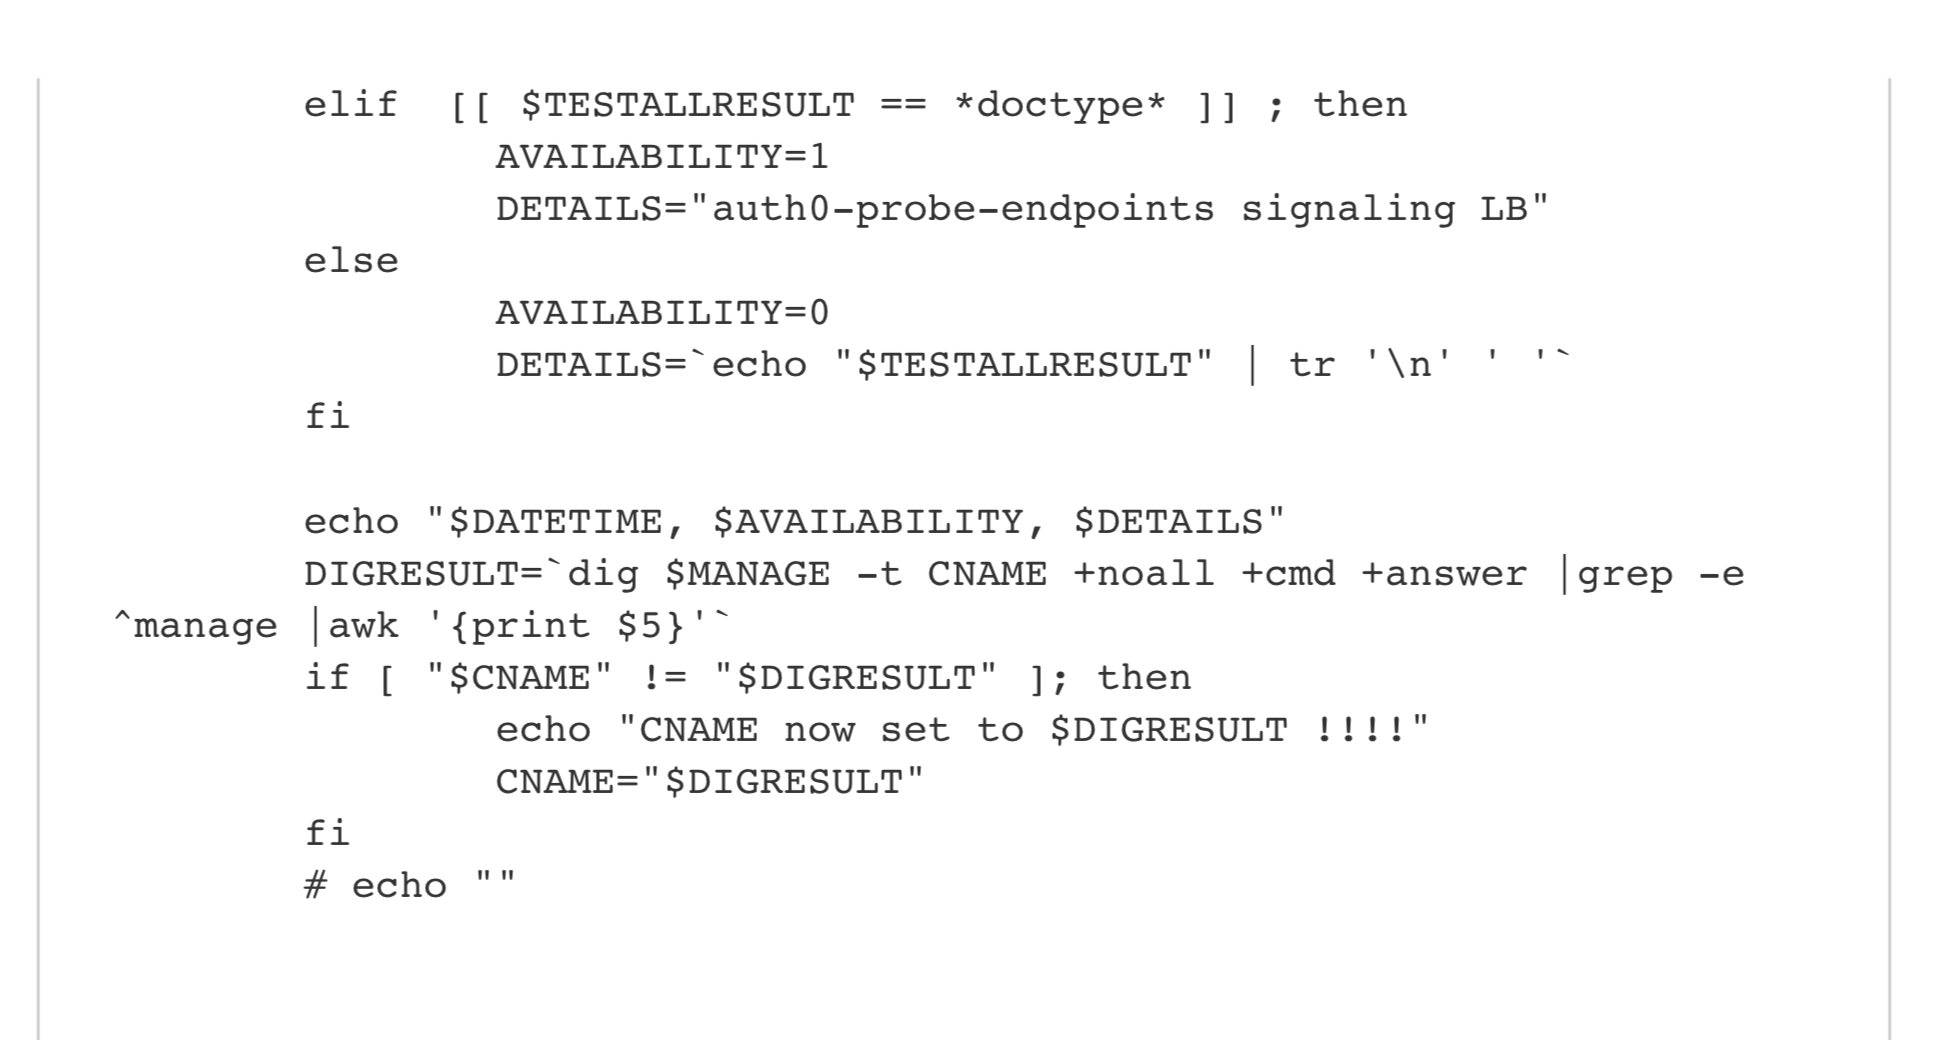 elif  [[ $TESTALLRESULT == *doctype* ]] ; then
AVAILABILITY=1
DETAILS="auth0-probe-endpoints signaling LB"
else
AVAILABILITY=0
DETAILS=`echo "$TESTALLRESULT" | tr '\n' ' '`
fi
echo "$DATETIME, $AVAILABILITY, $DETAILS"
DIGRESULT=`dig $MANAGE -t CNAME +noall +cmd +answer |grep -e
^manage |awk '{print $5}'`
if [ "$CNAME" != "$DIGRESULT" ]; then
echo "CNAME now set to $DIGRESULT !!!!"
CNAME="$DIGRESULT"
fi
# echo ""